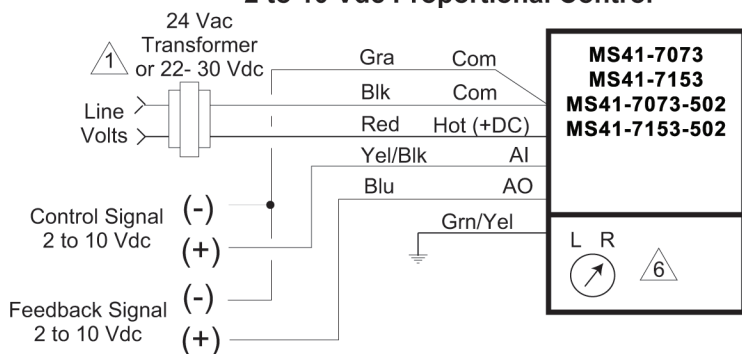 2 to 10 Vdc Proportional Control
24 Vac
Transformer
or 22- 30 Vdc
1
Line
Volts
Gra Com
Blk Com
Red Hot (+DC)
Yel/Blk AI
Blu AO
Grn/Yel
MS41-7073
MS41-7153
MS41-7073-502
MS41-7153-502
L R
6
Control Signal
2 to 10 Vdc
(-)
(+)
Feedback Signal
2 to 10 Vdc
(-)
(+)